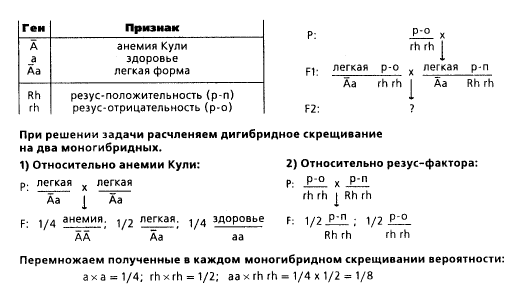 Ген Признак
Ā анемия Кули
а здоровье
Āа легкая форма
Rh резус-положительность (р-п)
rh резус-отрицательность (р-о)
P: р-о х
rh rh
F1: легкая р-о х легкая р-п
Āа rh rh Āа Rh rh
F2: ?
При решении задачи расчленяем дигибридное скрещивание
на два моногибридных.
1) Относительно анемии Кули:
P: легкая х легкая
Āа Āа
F: 1/4 анемия; 1/2 легкая; 1/4 здоровье
ĀĀ Āа аа
2) Относительно резус-фактора:
P: р-о х р-п
rh rh Rh rh
F: 1/2 р-п ; 1/2 р-о
Rh rh rh rh
Перемножаем полученные в каждом моногибридном скрещивании вероятности:
а х а = 1/4; rh x rh = 1/2; аа х rh rh = 1/4 х 1/2 = 1/8